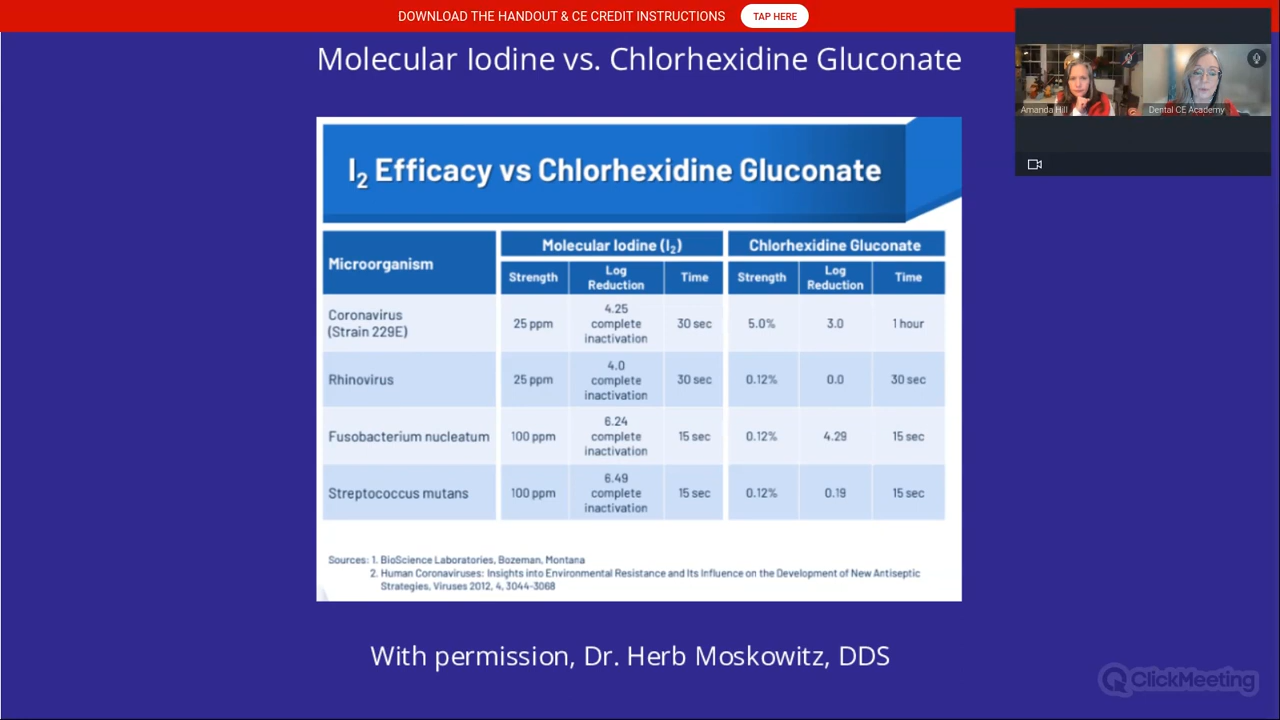 DOWNLOAD THE HANDOUT & CE CREDIT INSTRUCTIONS TAP HERE
Molecular Iodine vs. Chlorhexidine Gluconate
Amanda Hill Dental CE Academy
I2 Efficacy vs Chlorhexidine Gluconate
Microorganism Molecular Iodine (I2) Chlorhexidine Gluconate
Strength Log Reduction Time Strength Log Reduction Time
Coronavirus (Strain 229E) 25 ppm 4.25 complete inactivation 30 sec 5.0% 3.0 1 hour
Rhinovirus 25 ppm 4.0 complete inactivation 30 sec 0.12% 0.0 30 sec
Fusobacterium nucleatum 100 ppm 6.24 complete inactivation 15 sec 0.12% 4.29 15 sec
Streptococcus mutans 100 ppm 6.49 complete inactivation 15 sec 0.12% 0.19 15 sec
Sources: 1. BioScience Laboratories, Bozeman, Montana
2. Human Coronaviruses: Insights into Environmental Resistance and Its Influence on the Development of New Antiseptic
Strategies, Viruses 2012, 4, 3044-3068
With permission, Dr. Herb Moskowitz, DDS
ClickMeeting